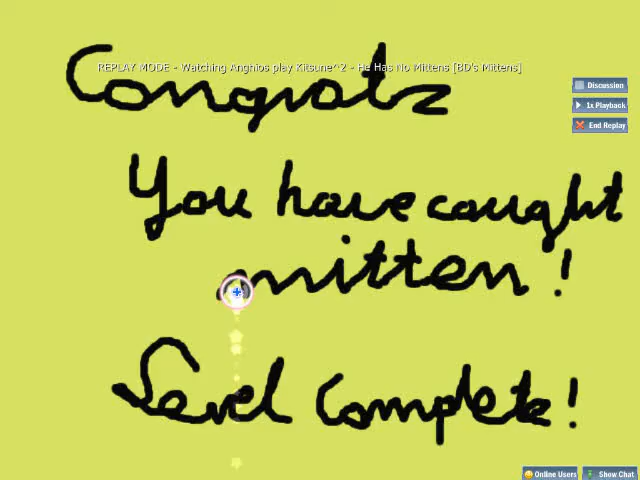 REPLAY MODE - Watching Anghios play Kitsune^2 - He Has No Mittens [BD's Mittens]
Congratz
Discussion
1x Playback
End Replay
You have caught
mitten!
Level Complete!
Online Users
Show Chat